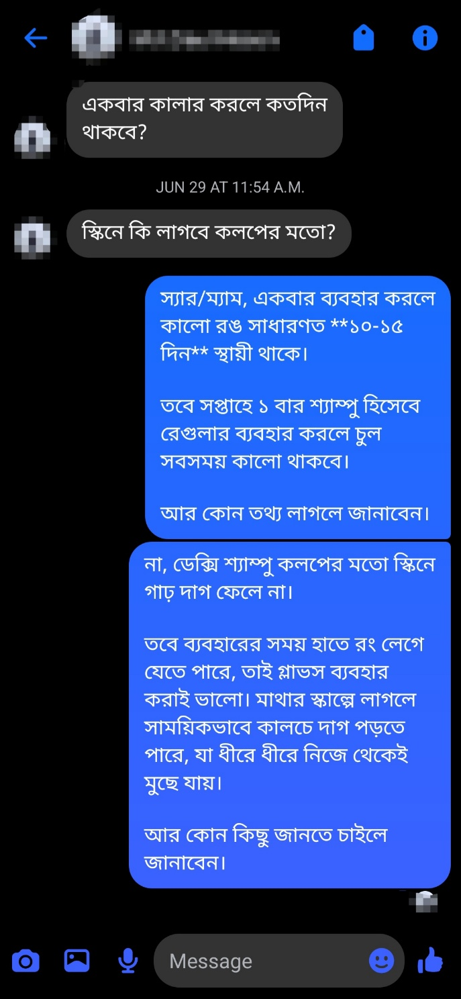 একবার কালার করলে কতদিন
থাকবে?
JUN 29 AT 11:54 A.M.
স্কিনে কি লাগবে কলপের মতো?
স্যার/ম্যাম, একবার ব্যবহার করলে
কালো রঙ সাধারণত **১০-১৫
দিন** স্থায়ী থাকে।
তবে সপ্তাহে ১ বার শ্যাম্পু হিসেবে
রেগুলার ব্যবহার করলে চুল
সবসময় কালো থাকবে।
আর কোন তথ্য লাগলে জানাবেন।
না, ডেক্সি শ্যাম্পু কলপের মতো স্কিনে
গাঢ় দাগ ফেলে না।
তবে ব্যবহারের সময় হাতে রং লেগে
যেতে পারে, তাই গ্লাভস ব্যবহার
করাই ভালো। মাথার স্কাল্পে লাগলে
সাময়িকভাবে কালচে দাগ পড়তে
পারে, যা ধীরে ধীরে নিজে থেকেই
মুছে যায়।
আর কোন কিছু জানতে চাইলে
জানাবেন।
Message